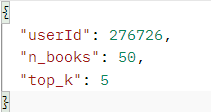 {
"userId": 276726,
"n_books": 50,
"top_k": 5
}